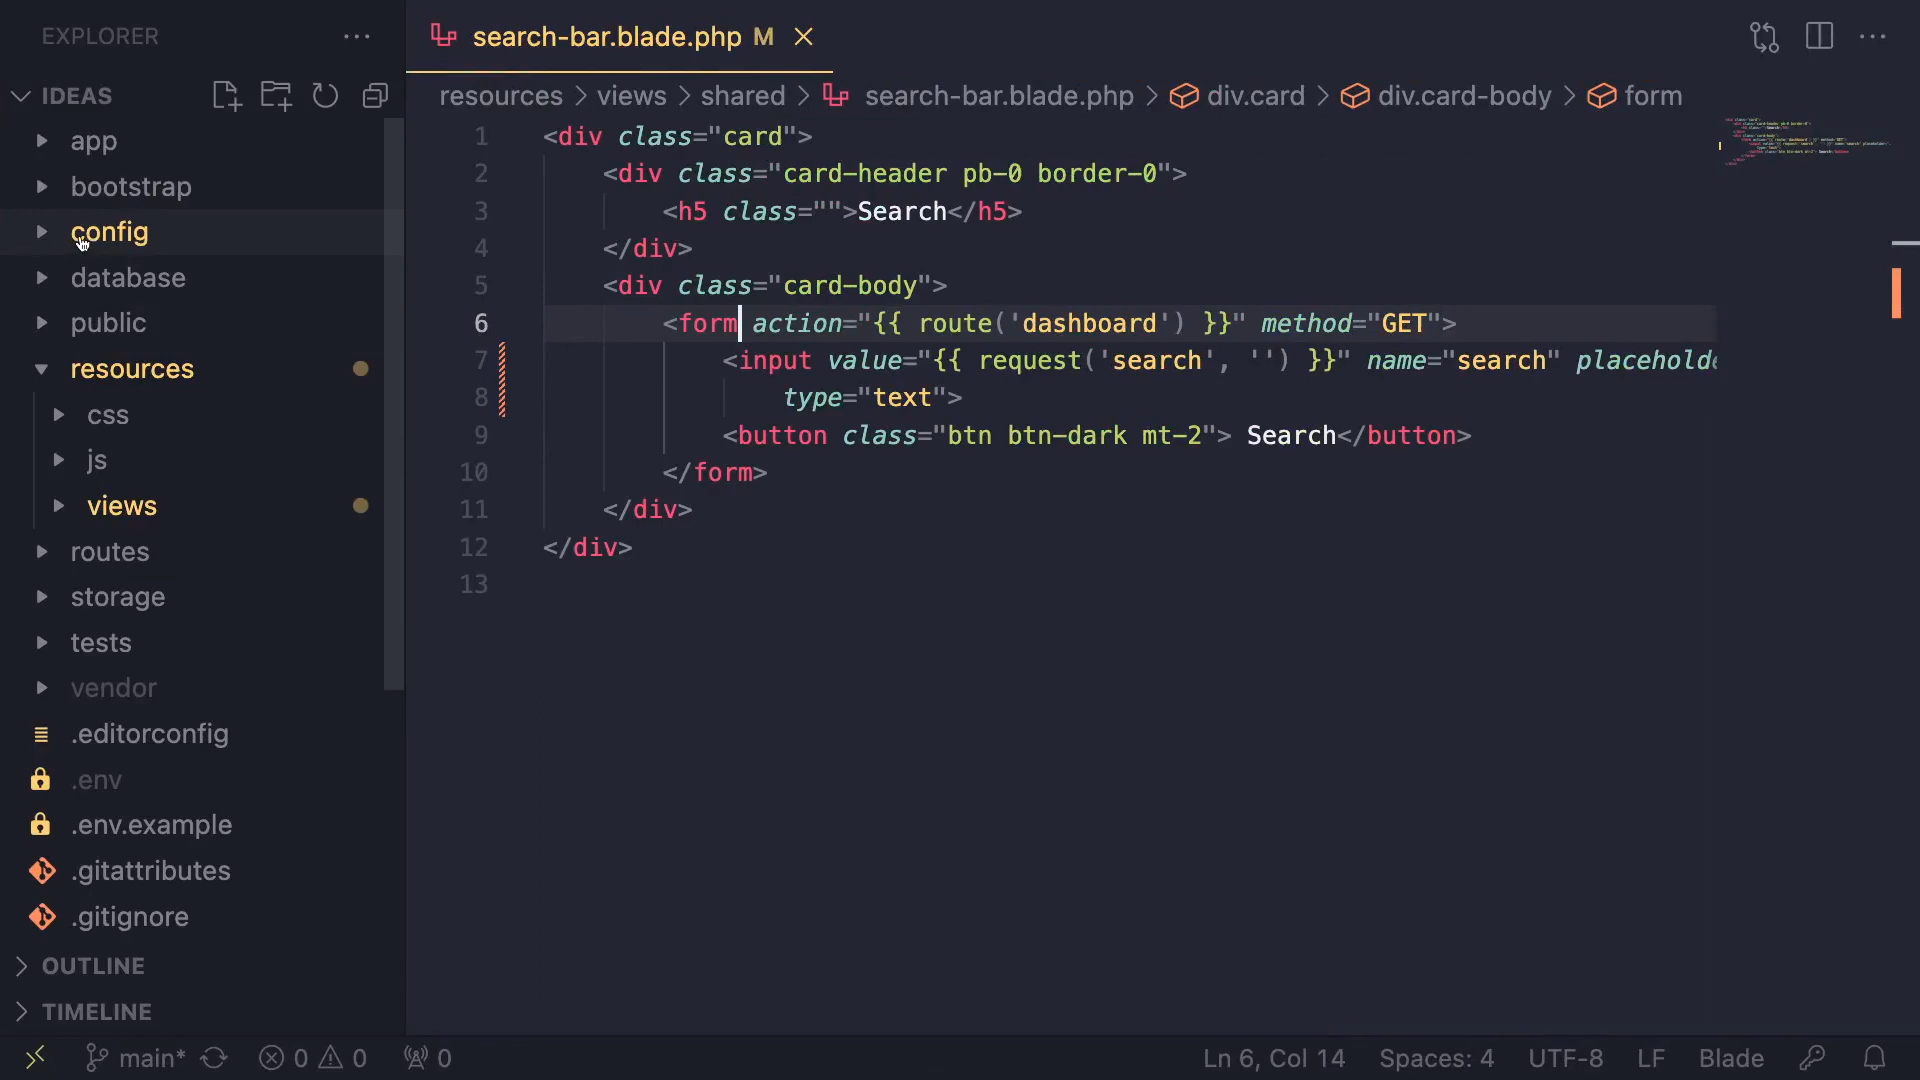 EXPLORER
IDEAS
app
bootstrap
config
database
public
resources
css
js
views
routes
storage
tests
vendor
.editorconfig
.env
.env.example
.gitattributes
.gitignore
OUTLINE
TIMELINE
search-bar.blade.php M
resources > views > shared > search-bar.blade.php > div.card > div.card-body > form
1 <div class="card">
2 <div class="card-header pb-0 border-0">
3 <h5 class="">Search</h5>
4 </div>
5 <div class="card-body">
6 <form action="{{ route('dashboard') }}" method="GET">
7 <input value="{{ request('search', '') }}" name="search" placehold
8 type="text">
9 <button class="btn btn-dark mt-2"> Search</button>
10 </form>
11 </div>
12 </div>
13
main* 0 0 0 Ln 6, Col 14 Spaces: 4 UTF-8 LF Blade